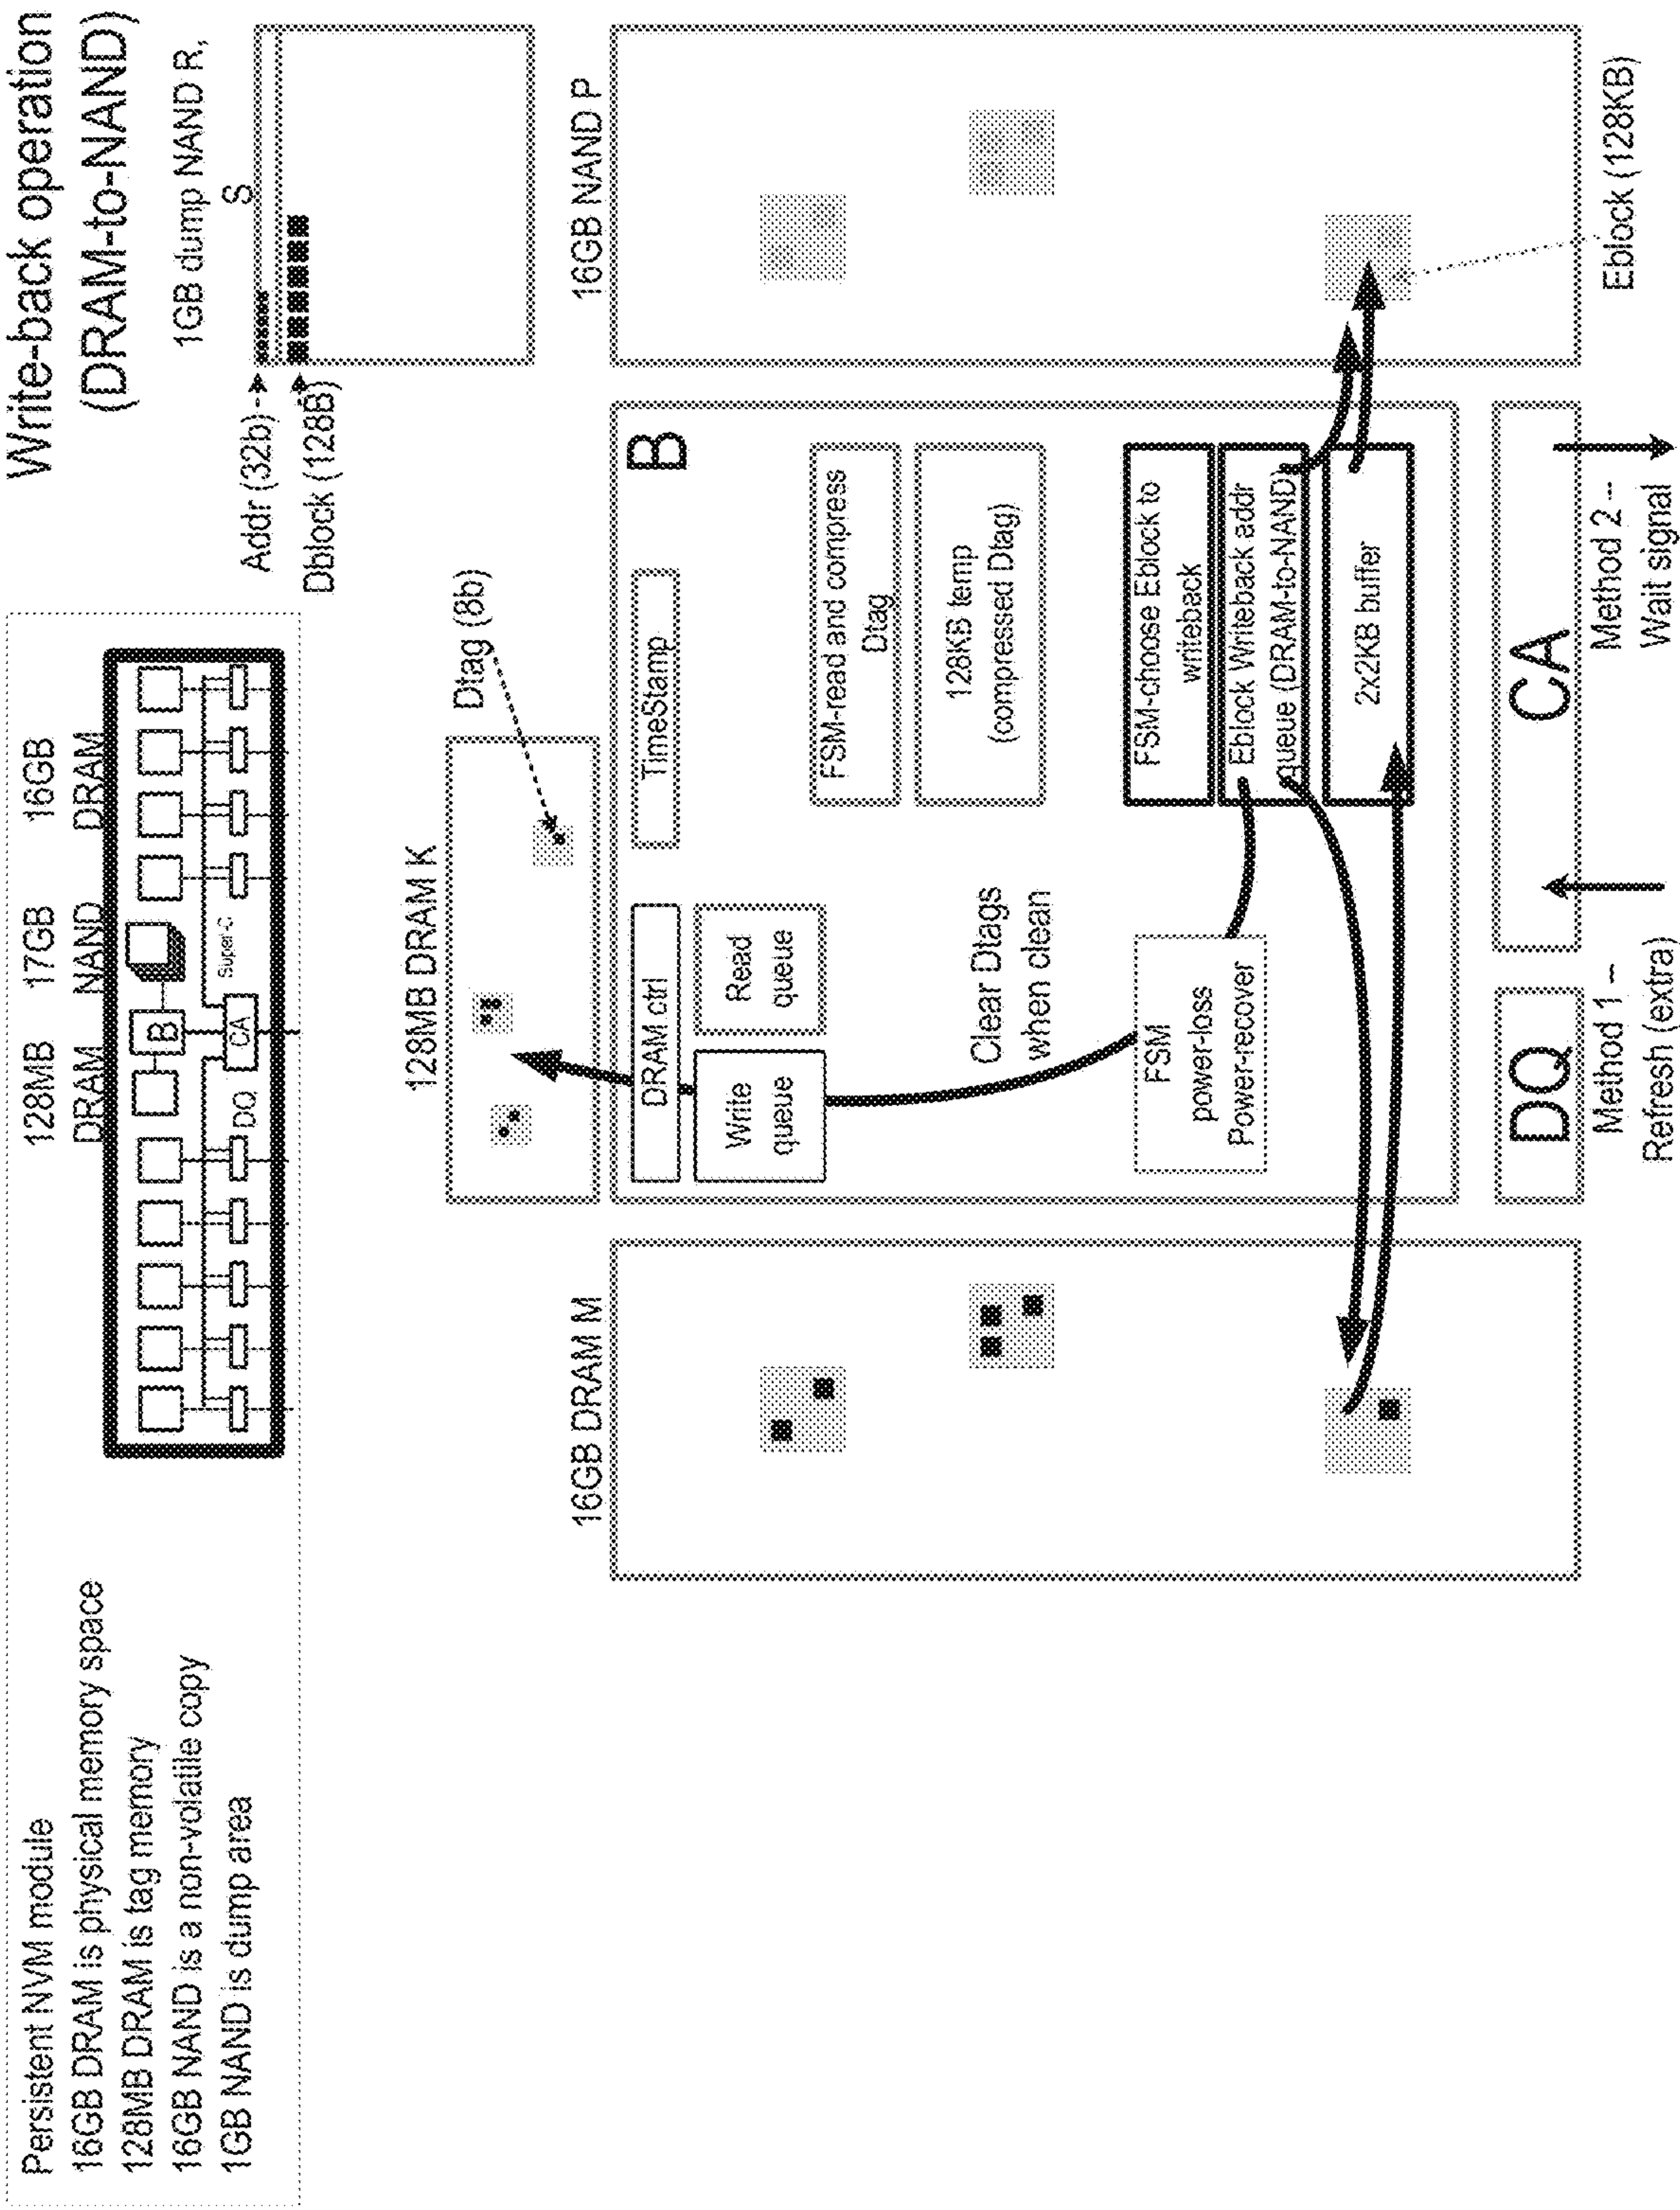 Write-back operation
(DRAM-to-NAND)
Persistent NVM module
16GB DRAM is physical memory space
128MB DRAM is tag memory
16GB NAND is a non-volatile copy
1GB NAND is dump area
128MB 17GB 16GB
DRAM NAND DRAM
B
Super-C
DQ
CA
1GB dump NAND R,
S
Addr (32b)
Dblock (128B)
128MB DRAM K
Dtag (8b)
16GB DRAM M
16GB NAND P
B
DRAM ctrl
TimeStamp
Write
queue
Read
queue
FSM-read and compress
Dtag
128KB temp
(compressed Dtag)
Clear Dtags
when clean
FSM
power-loss
Power-recover
FSM-choose Eblock to
writeback
Eblock Writeback addr
queue (DRAM-to-NAND)
2x2KB buffer
DQ
CA
Method 1 --
Refresh (extra)
Method 2 --
Wait signal
Eblock (128KB)